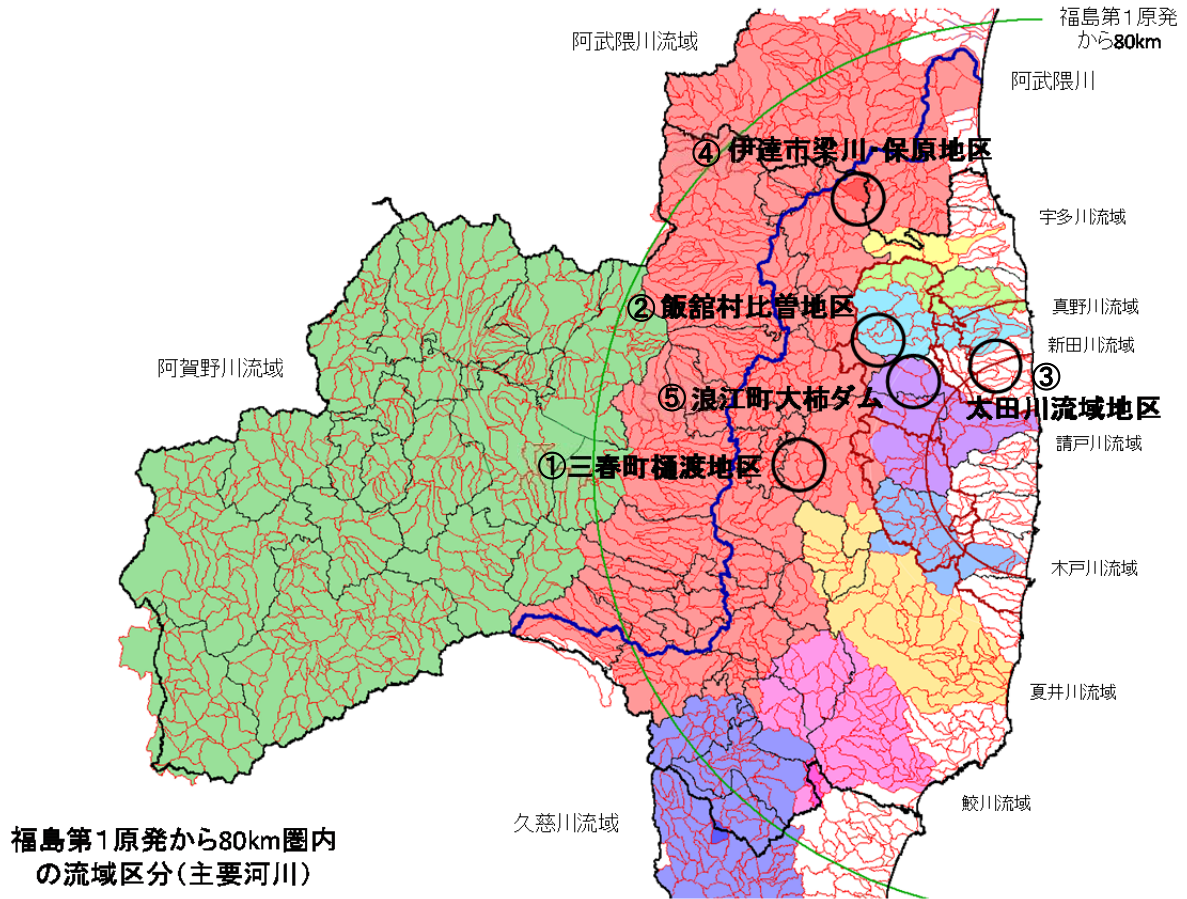 福島第1原発
から80km
阿武隈川流域
阿武隈川
④ 伊達市梁川・保原地区
宇多川流域
② 飯舘村比曽地区
真野川流域
新田川流域
阿賀野川流域
③
太田川流域地区
⑤ 浪江町大柿ダム
請戸川流域
①三春町樋渡地区
木戸川流域
夏井川流域
鮫川流域
久慈川流域
福島第1原発から80km圏内
の流域区分(主要河川)